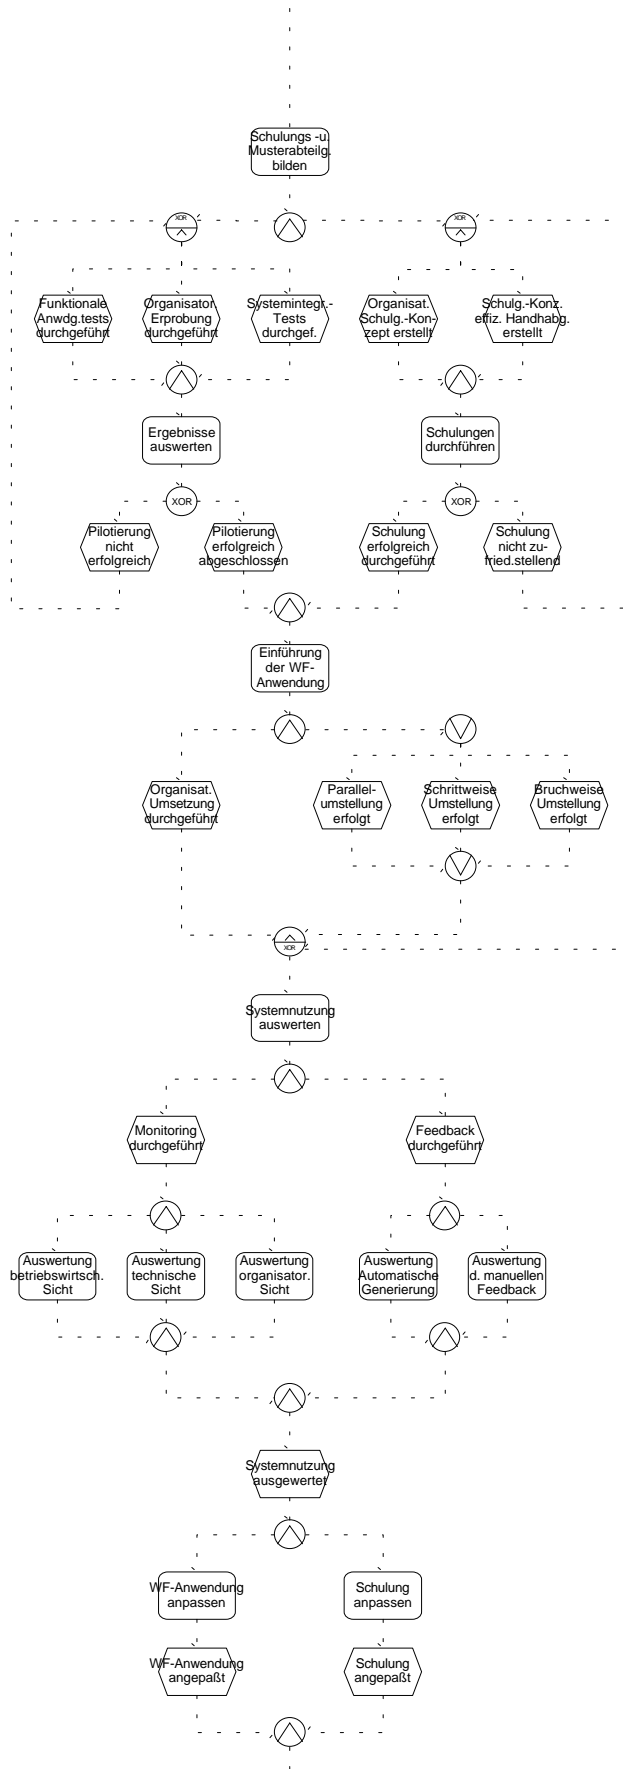 Schulungs -u.
Musterabteilg.
bilden
XOR
XOR
Funktionale
Anwdg.tests
durchgeführt
Organisator.
Erprobung
durchgeführt
Systemintegr.-
Tests
durchgef.
Organisat.
Schulg.-Kon-
zept erstellt
Schulg.-Konz.
effiz. Handhabg.
erstellt
Ergebnisse
auswerten
Schulungen
durchführen
XOR
XOR
Pilotierung
nicht
erfolgreich
Pilotierung
erfolgreich
abgeschlossen
Schulung
erfolgreich
durchgeführt
Schulung
nicht zu-
fried.stellend
Einführung
der WF-
Anwendung
Organisat.
Umsetzung
durchgeführt
Parallel-
umstellung
erfolgt
Schrittweise
Umstellung
erfolgt
Bruchweise
Umstellung
erfolgt
XOR
Systemnutzung
auswerten
Monitoring
durchgeführt
Feedback
durchgeführt
Auswertung
betriebswirtsch.
Sicht
Auswertung
technische
Sicht
Auswertung
organisator.
Sicht
Auswertung
Automatische
Generierung
Auswertung
d. manuellen
Feedback
Systemnutzung
ausgewertet
WF-Anwendung
anpassen
Schulung
anpassen
WF-Anwendung
angepaßt
Schulung
angepaßt